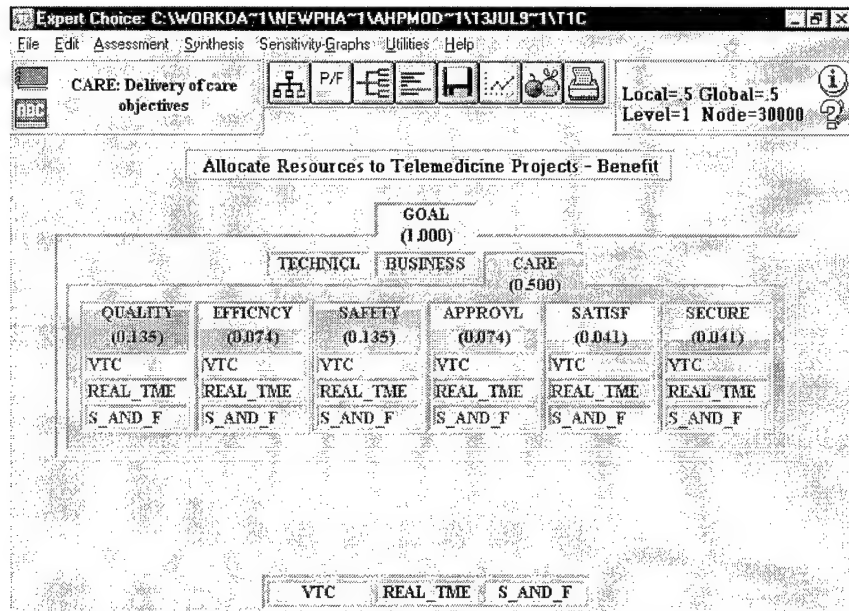 Expert Choice: C:\WORKDA~1\NEWPHA~1\AHPMOD~1\13JUL9~1\T1C
File Edit Assessment Synthesis Sensitivity-Graphs Utilities Help
CARE: Delivery of care
objectives
ABC
P/F
Local=.5 Global=.5
Level=1 Node=30000
Allocate Resources to Telemedicine Projects - Benefit
GOAL
(1.000)
TECHNICL BUSINESS CARE
(0.500)
QUALITY EFFICNCY SAFETY APPROVL SATISF SECURE
(0.135) (0.074) (0.135) (0.074) (0.041) (0.041)
VTC VTC VTC VTC VTC VTC
REAL_TME REAL_TME REAL_TME REAL_TME REAL_TME REAL_TME
S_AND_F S_AND_F S_AND_F S_AND_F S_AND_F S_AND_F
VTC REAL_TME S_AND_F